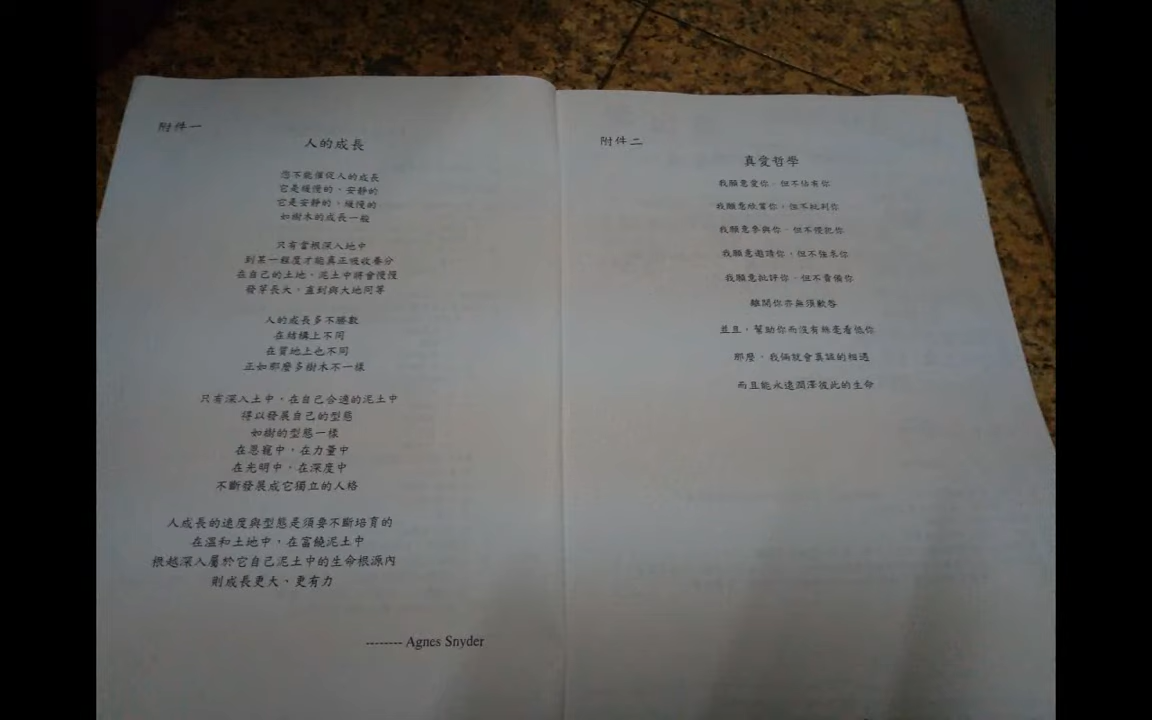 附件一
人的成長
您不能催促人的成長
它是緩慢的、安靜的
它是安靜的、緩慢的
如樹木的成長一般
只有當根深入地中
到某一程度才能真正吸收養分
在自己的土地、泥土中將會慢慢
發芽長大，直到與大地同等
人的成長多不勝數
在結構上不同
在質地上也不同
正如那麼多樹木不一樣
只有深入土中，在自己合適的泥土中
得以發展自己的型態
如樹的型態一樣
在恩寵中，在力量中
在光明中，在深度中
不斷發展成它獨立的人格
人成長的速度與型態是須要不斷培育的
在溫和土地中，在富饒泥土中
根越深入屬於它自己泥土中的生命根源內
則成長更大、更有力
-------- Agnes Snyder
附件二
真愛哲學
我願意愛你，但不佔有你
我願意欣賞你，但不批判你
我願意參與你，但不侵犯你
我願意邀請你，但不強求你
我願意批評你，但不責備你
離開你亦無須歉咎
並且，幫助你而沒有絲毫看低你
那麼，我倆就會真誠的相遇
而且能永遠潤澤彼此的生命